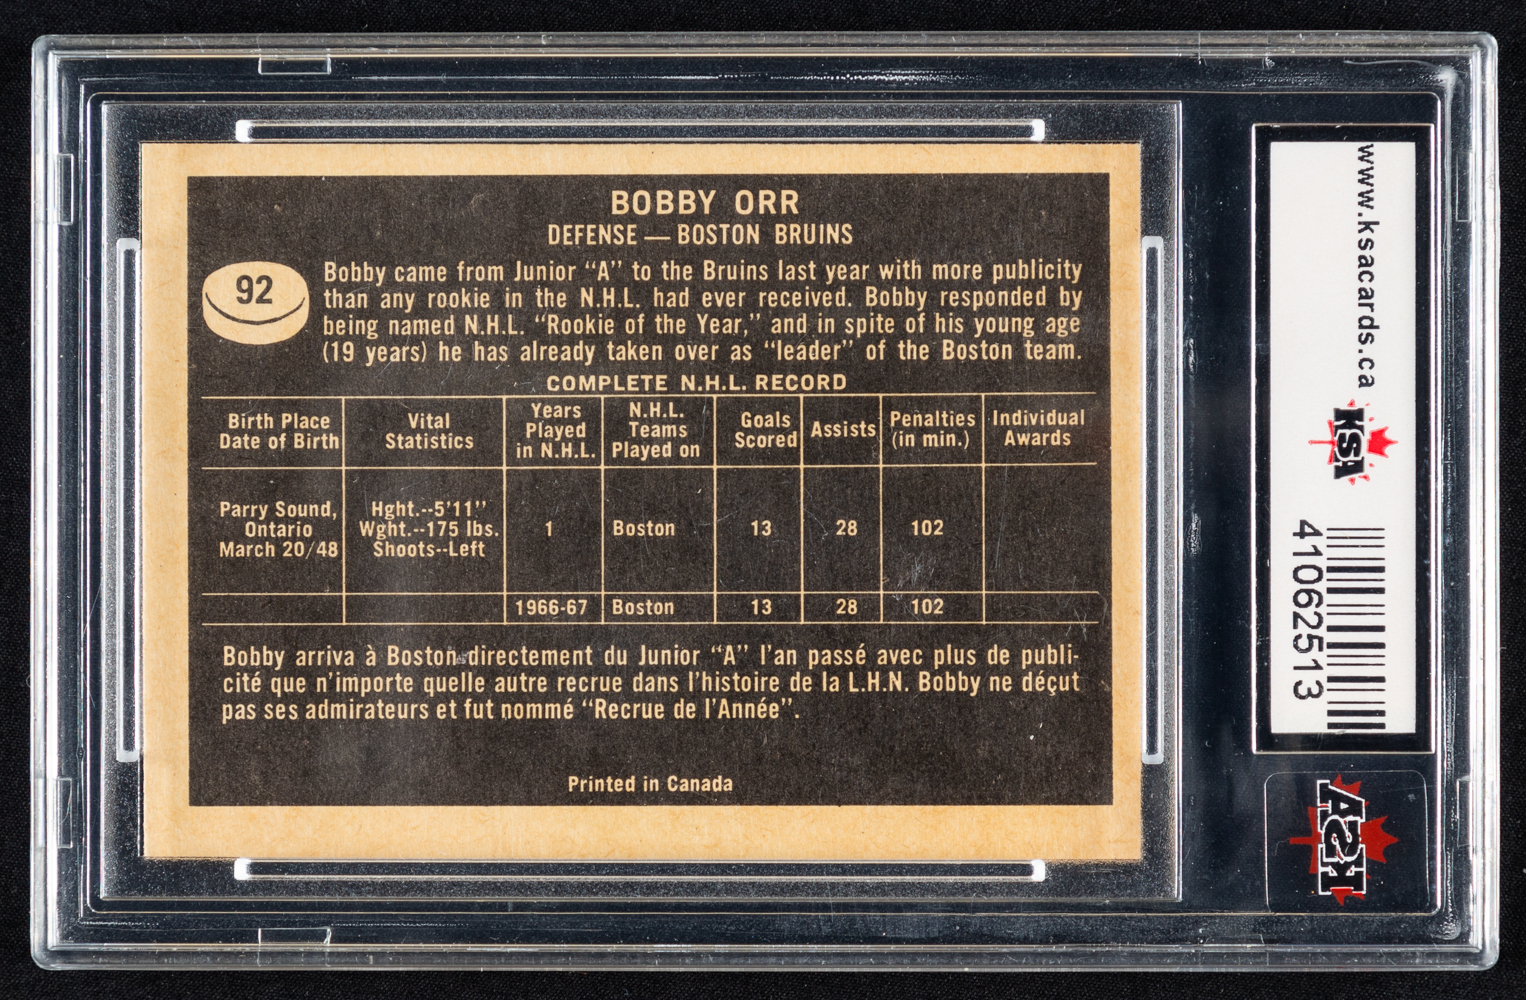 BOBBY ORR
DEFENSE — BOSTON BRUINS
92
Bobby came from Junior “A” to the Bruins last year with more publicity
than any rookie in the N.H.L. had ever received. Bobby responded by
being named N.H.L. “Rookie of the Year,” and in spite of his young age
(19 years) he has already taken over as “leader” of the Boston team.
COMPLETE N.H.L. RECORD
Birth Place
Date of Birth
Vital
Statistics
Years
Played
in N.H.L.
N.H.L.
Teams
Played on
Goals
Scored
Assists
Penalties
(in min.)
Individual
Awards
Parry Sound,
Ontario
March 20/48
Hght.--5'11''
Wght.--175 lbs.
Shoots--Left
1
Boston
13
28
102
1966-67
Boston
13
28
102
Bobby arriva à Boston directement du Junior “A” l'an passé avec plus de publi-
cité que n'importe quelle autre recrue dans l'histoire de la L.H.N. Bobby ne déçut
pas ses admirateurs et fut nommé “Recrue de l'Année”.
Printed in Canada
www.ksacards.ca
KSA
41062513
KSA